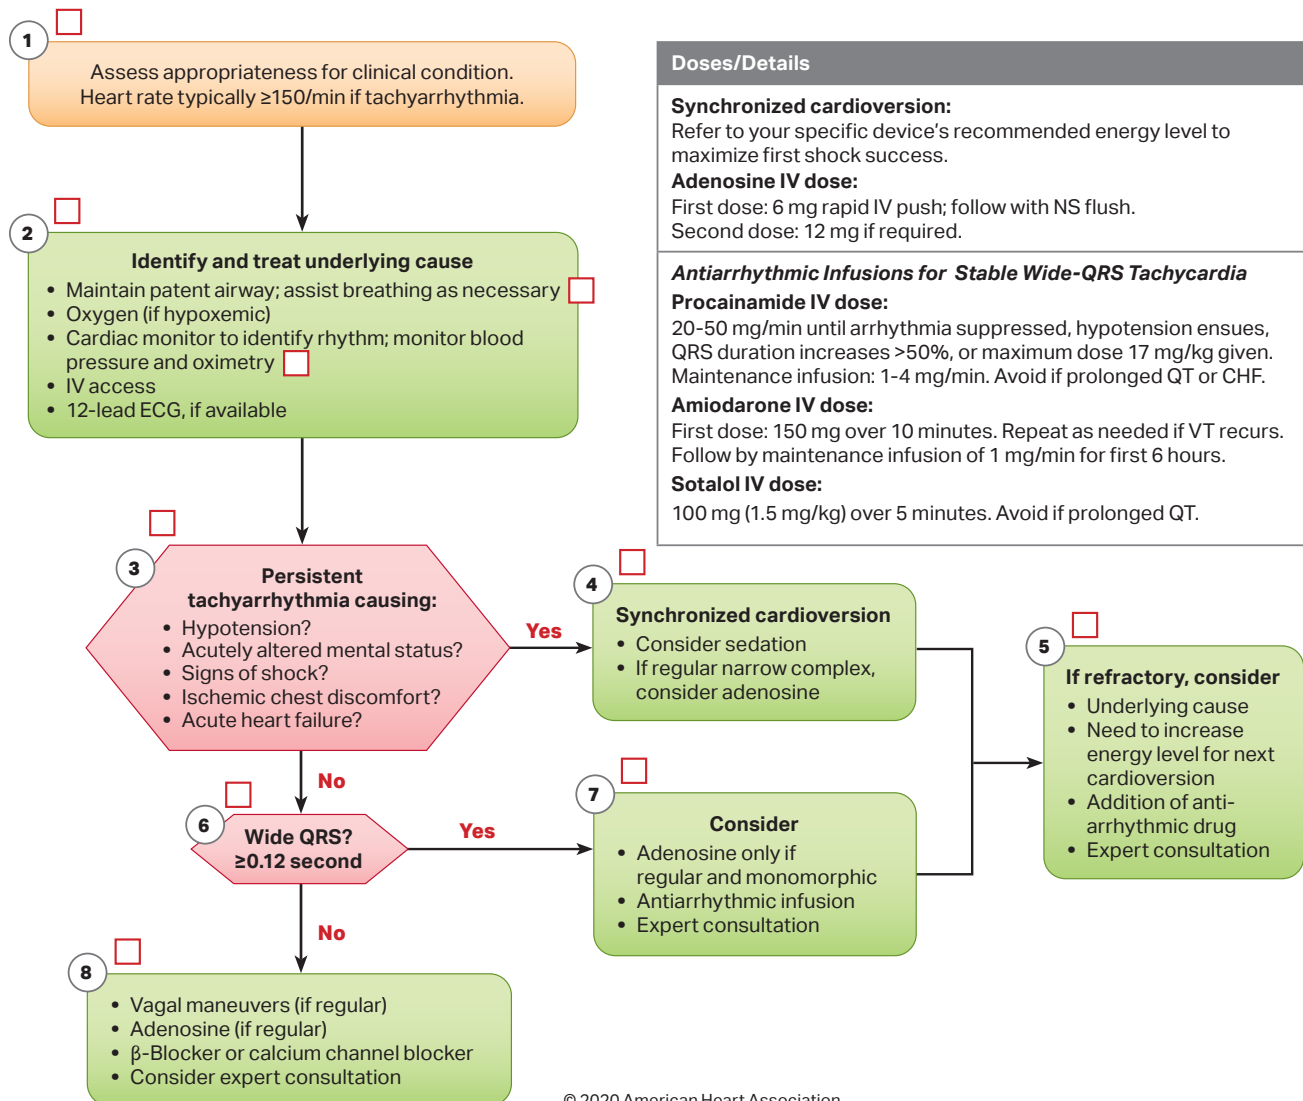 1
Assess appropriateness for clinical condition.
Heart rate typically ≥150/min if tachyarrhythmia.
2
Identify and treat underlying cause
• Maintain patent airway; assist breathing as necessary
• Oxygen (if hypoxemic)
• Cardiac monitor to identify rhythm; monitor blood
pressure and oximetry
• IV access
• 12-lead ECG, if available
Doses/Details
Synchronized cardioversion:
Refer to your specific device's recommended energy level to
maximize first shock success.
Adenosine IV dose:
First dose: 6 mg rapid IV push; follow with NS flush.
Second dose: 12 mg if required.
Antiarrhythmic Infusions for Stable Wide-QRS Tachycardia
Procainamide IV dose:
20-50 mg/min until arrhythmia suppressed, hypotension ensues,
QRS duration increases >50%, or maximum dose 17 mg/kg given.
Maintenance infusion: 1-4 mg/min. Avoid if prolonged QT or CHF.
Amiodarone IV dose:
First dose: 150 mg over 10 minutes. Repeat as needed if VT recurs.
Follow by maintenance infusion of 1 mg/min for first 6 hours.
Sotalol IV dose:
100 mg (1.5 mg/kg) over 5 minutes. Avoid if prolonged QT.
3
Persistent
tachyarrhythmia causing:
• Hypotension?
• Acutely altered mental status?
• Signs of shock?
• Ischemic chest discomfort?
• Acute heart failure?
Yes
4
Synchronized cardioversion
• Consider sedation
• If regular narrow complex,
consider adenosine
5
If refractory, consider
• Underlying cause
• Need to increase
energy level for next
cardioversion
• Addition of anti-
arrhythmic drug
• Expert consultation
No
6
Wide QRS?
≥0.12 second
Yes
7
Consider
• Adenosine only if
regular and monomorphic
• Antiarrhythmic infusion
• Expert consultation
No
8
• Vagal maneuvers (if regular)
• Adenosine (if regular)
• β-Blocker or calcium channel blocker
• Consider expert consultation
© 2020 American Heart Association